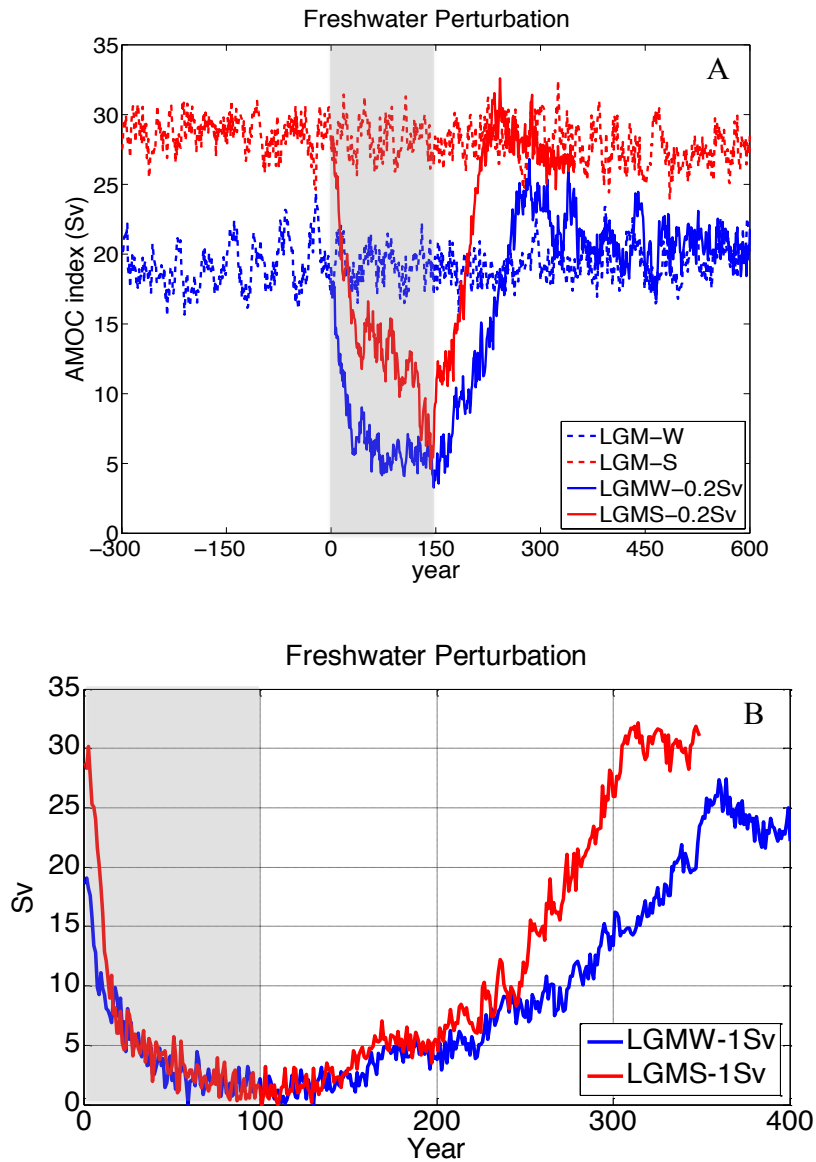 Freshwater Perturbation
A
35
30
25
20
15
10
5
0
AMOC index (Sv)
−300 −150 0 150 300 450 600
year
LGM−W
LGM−S
LGMW−0.2Sv
LGMS−0.2Sv
Freshwater Perturbation
B
35
30
25
20
15
10
5
0
Sv
0 100 200 300 400
Year
LGMW-1Sv
LGMS-1Sv